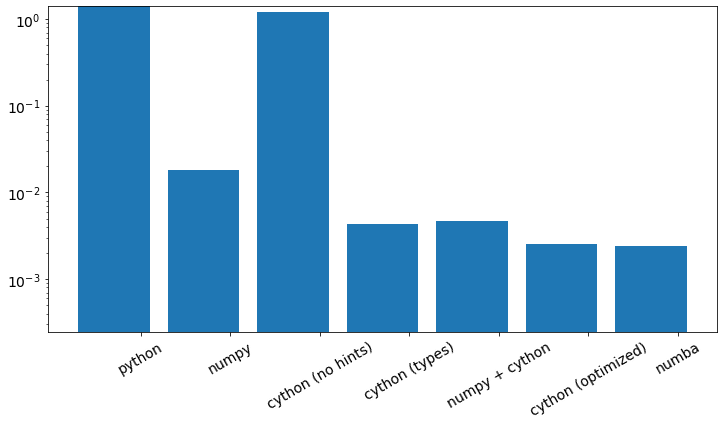 10⁰
10⁻¹
10⁻²
10⁻³
python
numpy
cython (no hints)
cython (types)
numpy + cython
cython (optimized)
numba